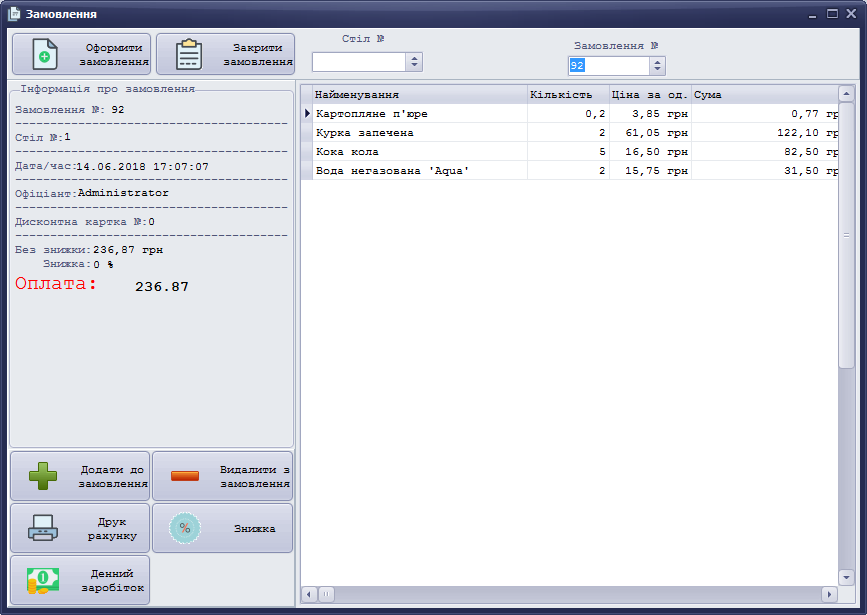 Замовлення
Оформити
замовлення
Закрити
замовлення
Стіл №
Замовлення №
92
Інформація про замовлення
Замовлення №: 92
Стіл №:1
Дата/час:14.06.2018 17:07:07
Офіціант:Administrator
Дисконтна картка №:0
Без знижки:236,87 грн
Знижка:0 %
Оплата: 236.87
Найменування Кількість Ціна за од. Сума
Картопляне п'юре 0,2 3,85 грн 0,77 гр
Курка запечена 2 61,05 грн 122,10 гр
Кока кола 5 16,50 грн 82,50 гр
Вода негазована 'Aqua' 2 15,75 грн 31,50 гр
Додати до
замовлення
Видалити з
замовлення
Друк
рахунку
%
Знижка
Денний
заробіток